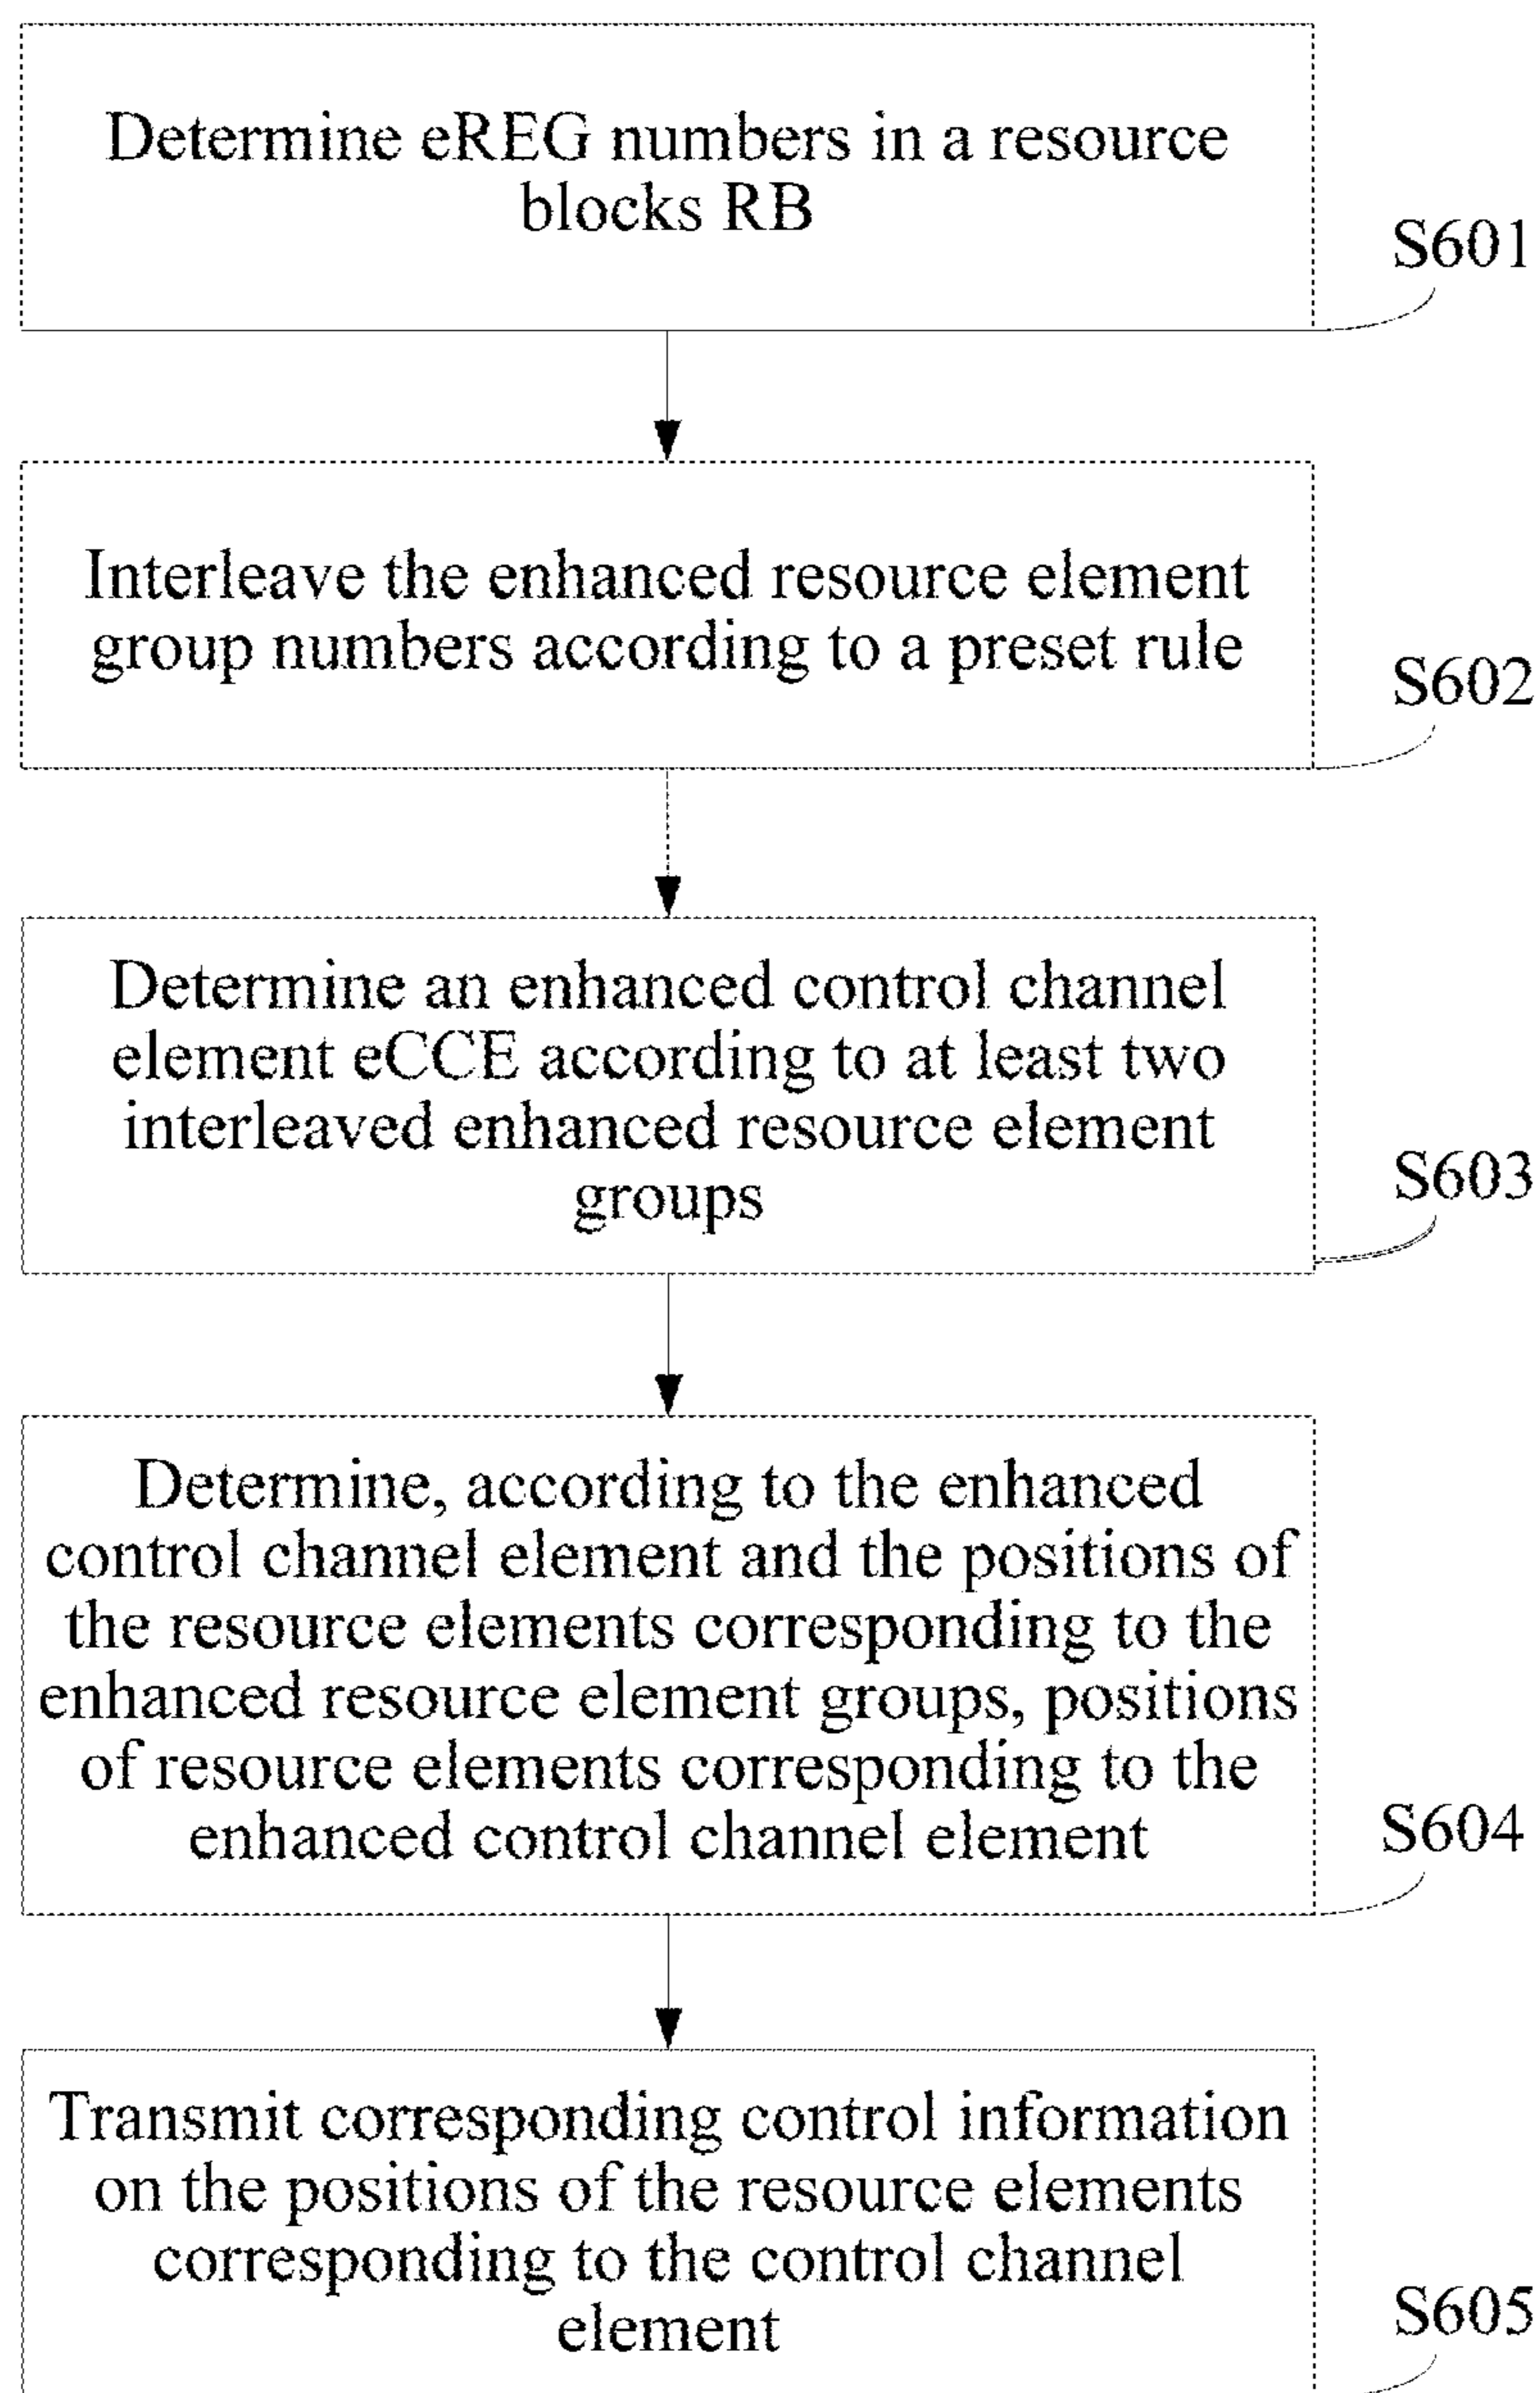 Determine eREG numbers in a resource
blocks RB
S601
Interleave the enhanced resource element
group numbers according to a preset rule
S602
Determine an enhanced control channel
element eCCE according to at least two
interleaved enhanced resource element
groups
S603
Determine, according to the enhanced
control channel element and the positions of
the resource elements corresponding to the
enhanced resource element groups, positions
of resource elements corresponding to the
enhanced control channel element
S604
Transmit corresponding control information
on the positions of the resource elements
corresponding to the control channel
element
S605